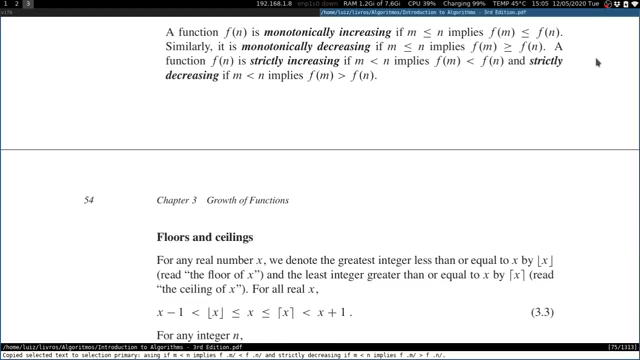 1 2 3 192.168.1.8 enp1s0 down RAM 1.2Gi of 7.6Gi CPU 39% Charging 99% TEMP 45°C 15:05 12/05/2020 Tue
/home/luiz/livros/Algoritmos/Introduction to Algorithms - 3rd Edition.pdf
A function f(n) is monotonically increasing if m ≤ n implies f(m) ≤ f(n).
Similarly, it is monotonically decreasing if m ≤ n implies f(m) ≥ f(n). A
function f(n) is strictly increasing if m < n implies f(m) < f(n) and strictly
decreasing if m < n implies f(m) > f(n).
54 Chapter 3 Growth of Functions
Floors and ceilings
For any real number x, we denote the greatest integer less than or equal to x by ⌊x⌋
(read “the floor of x”) and the least integer greater than or equal to x by ⌈x⌉ (read
“the ceiling of x”). For all real x,
x − 1 < ⌊x⌋ ≤ x ≤ ⌈x⌉ < x + 1 . (3.3)
For any integer n,
/home/luiz/livros/Algoritmos/Introduction to Algorithms - 3rd Edition.pdf [75/1313]
Copied selected text to selection primary: asing if m < n implies f .m/ < f .n/ and strictly decreasing if m < n implies f .m/ > f .n/.